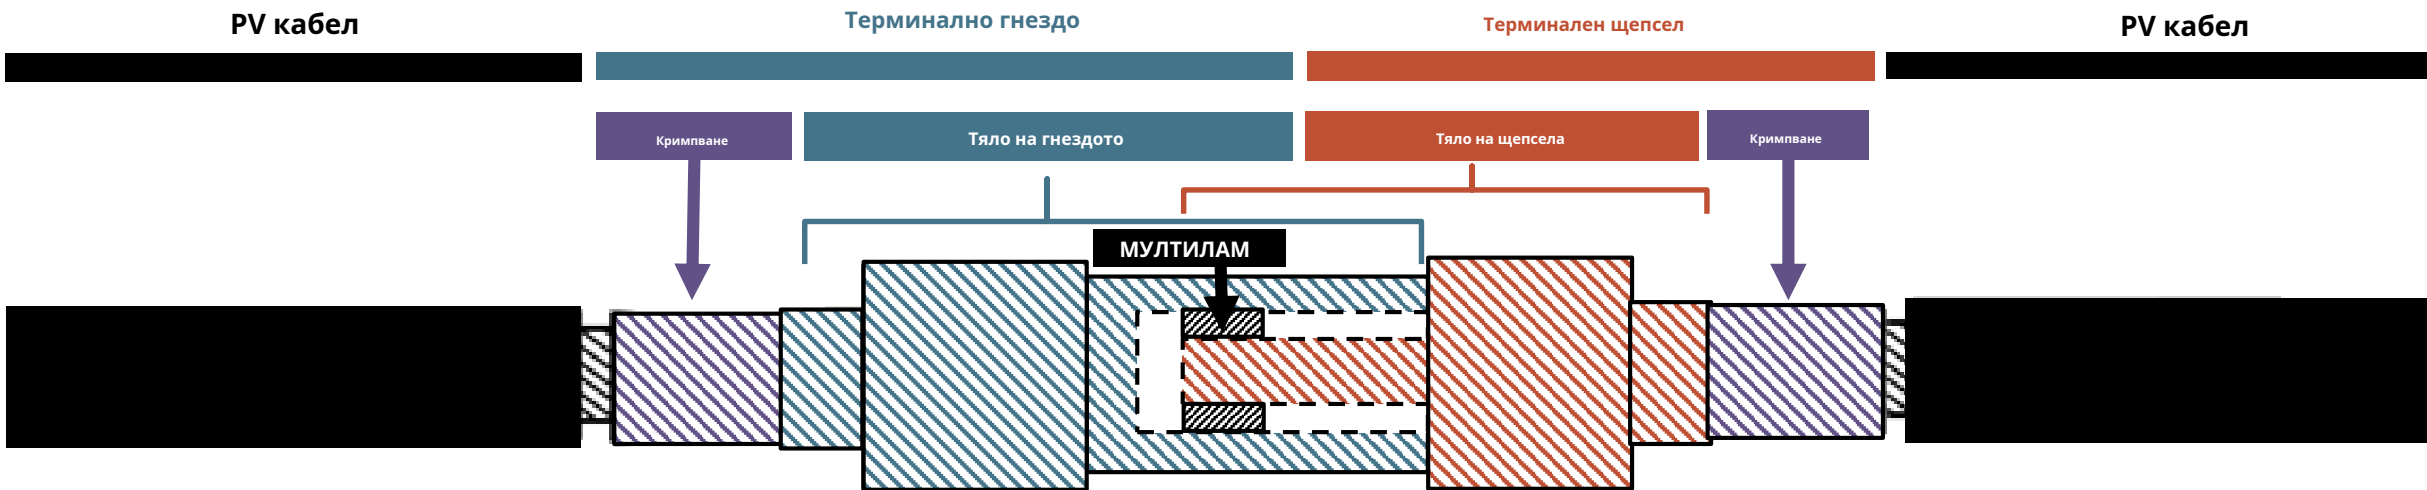 PV кабел
Терминално гнездо
Терминален щепсел
PV кабел
Кримпване
Тяло на гнездото
Тяло на щепсела
Кримпване
МУЛТИЛАМ